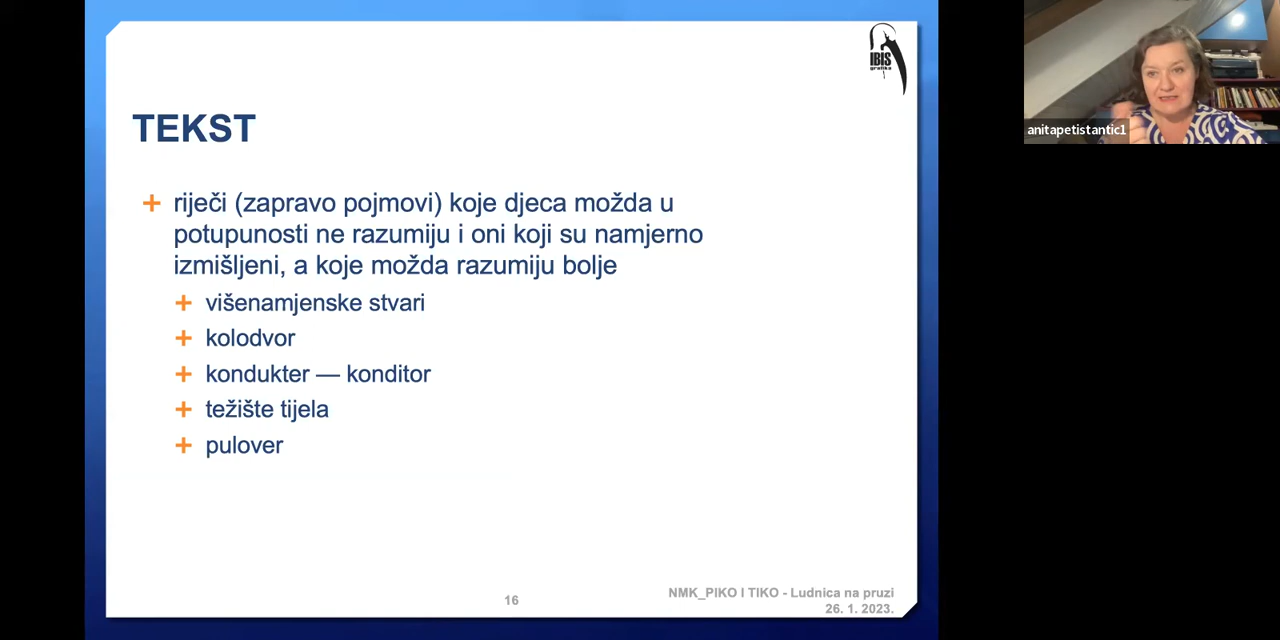 IBIS
grafika
anitapetistantic1
TEKST
+ riječi (zapravo pojmovi) koje djeca možda u
potupunosti ne razumiju i oni koji su namjerno
izmišljeni, a koje možda razumiju bolje
+ višenamjenske stvari
+ kolodvor
+ kondukter — konditor
+ težište tijela
+ pulover
16
NMK_PIKO I TIKO - Ludnica na pruzi
26. 1. 2023.